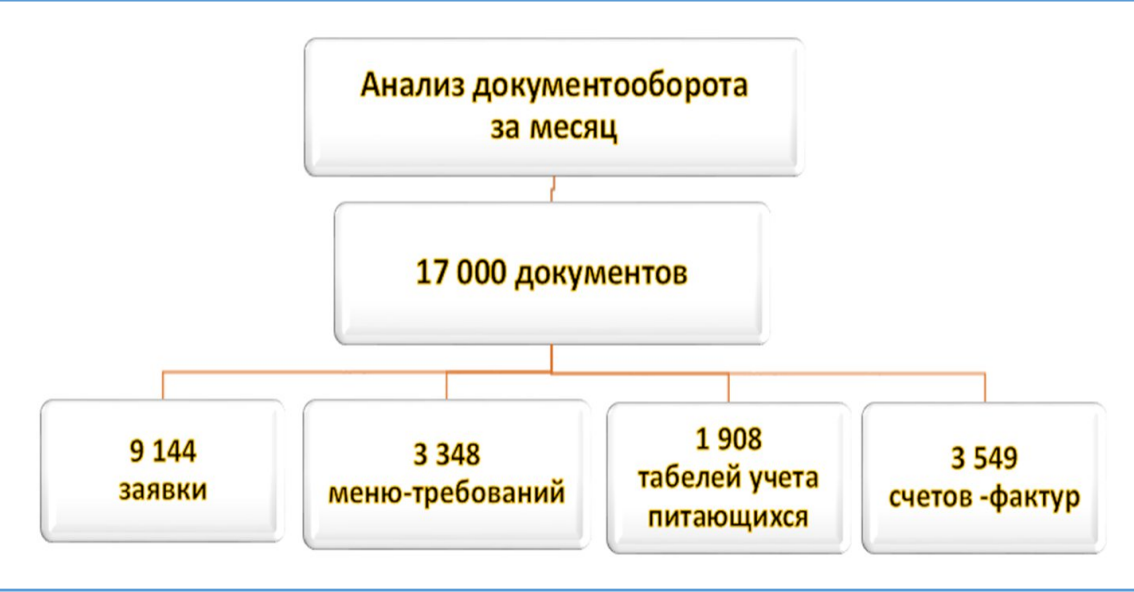 Анализ документооборота
за месяц
17 000 документов
9 144
заявки
3 348
меню-требований
1 908
табелей учета
питающихся
3 549
счетов -фактур